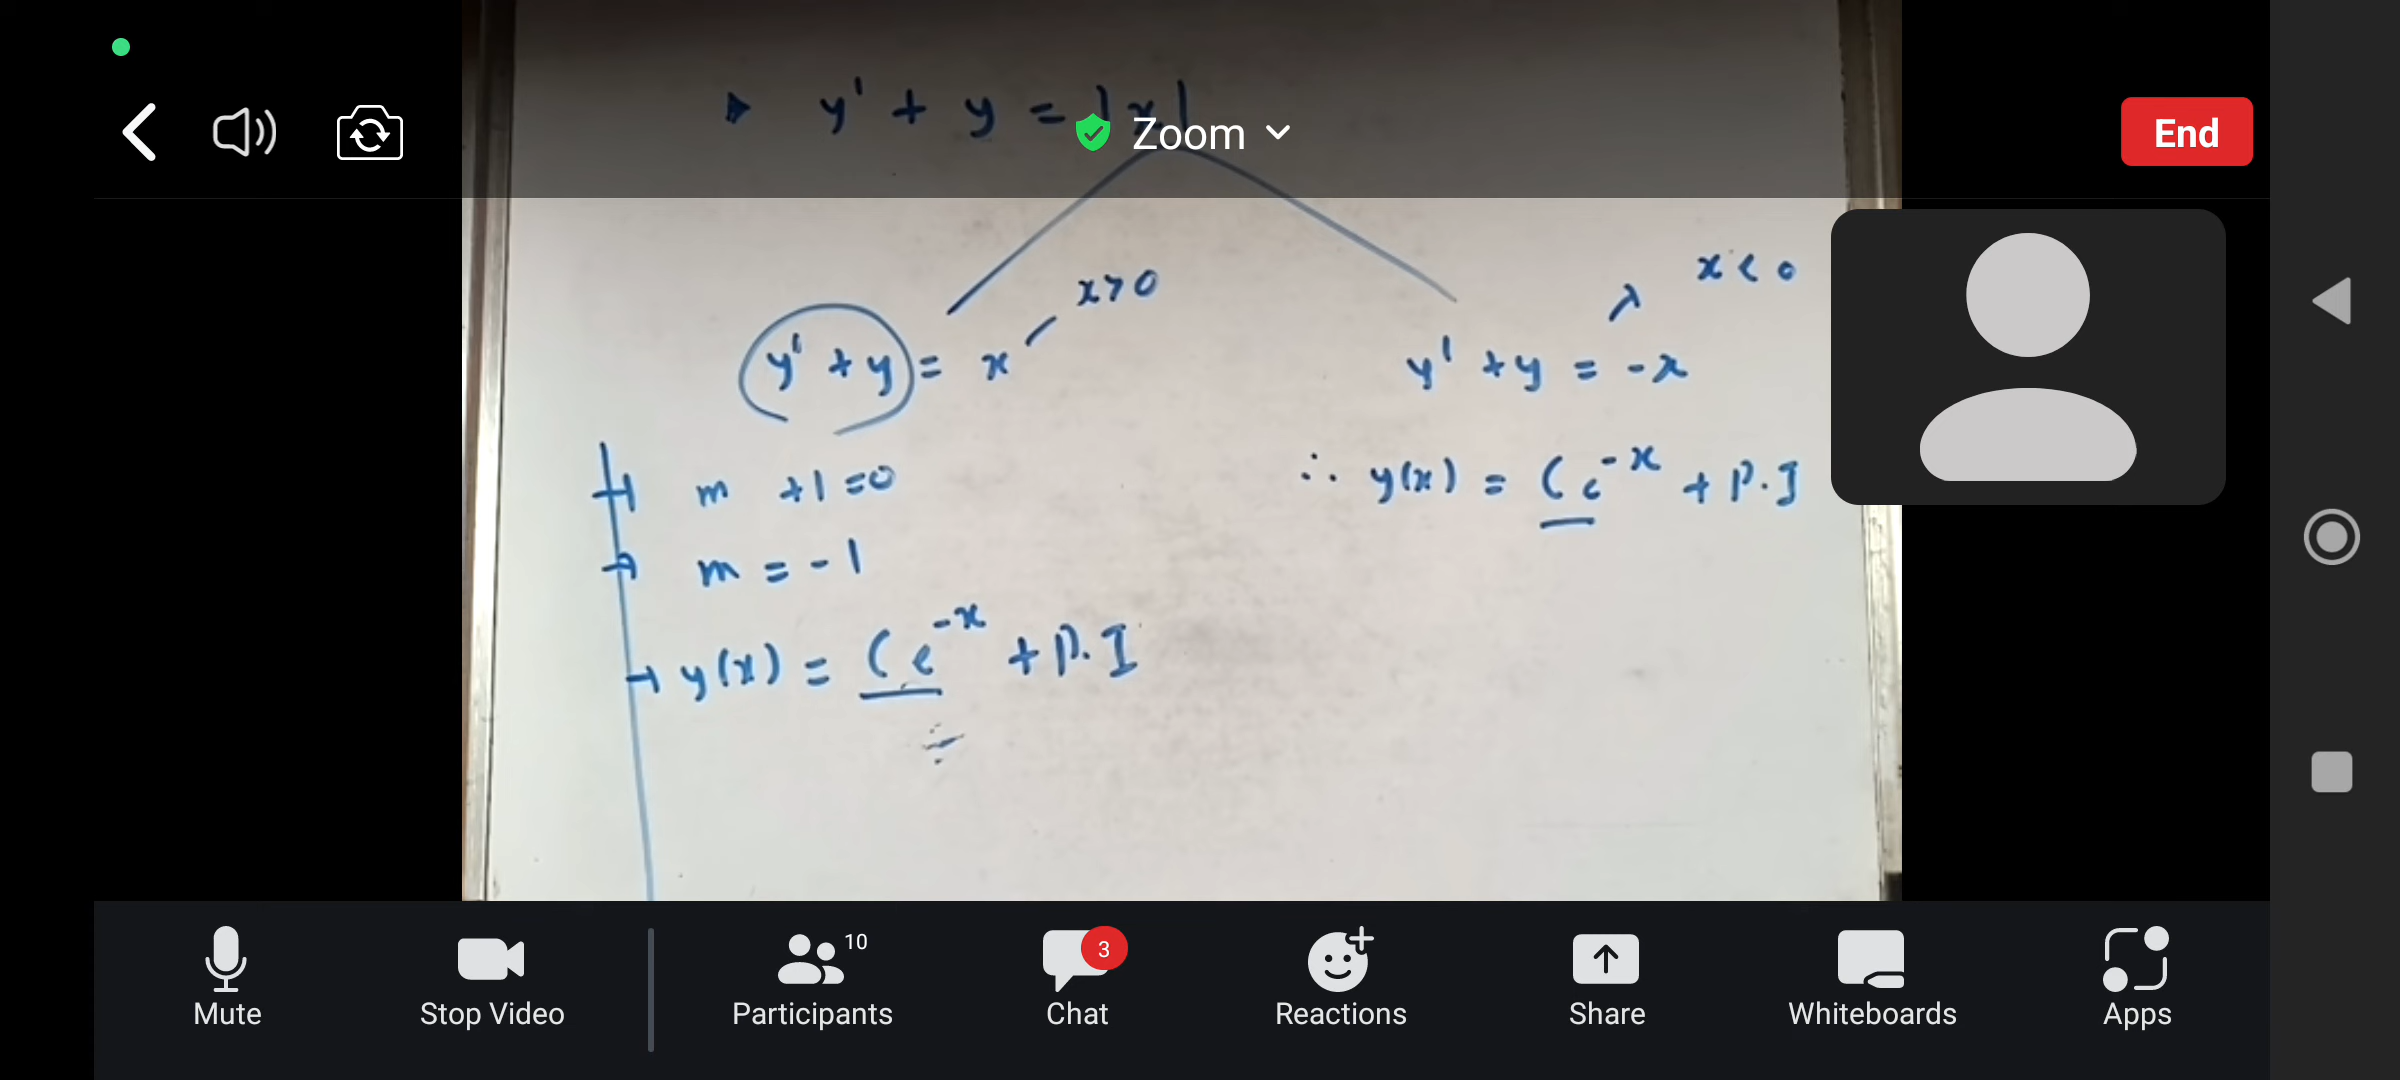 y' + y = |x|
Zoom
End
x>0
x<0
y' + y = x
y' + y = -x
m +1=0
∴ y(x) = Ce^-x + P.I
m = -1
y(x) = Ce^-x + P.I
10
3
Mute
Stop Video
Participants
Chat
Reactions
Share
Whiteboards
Apps